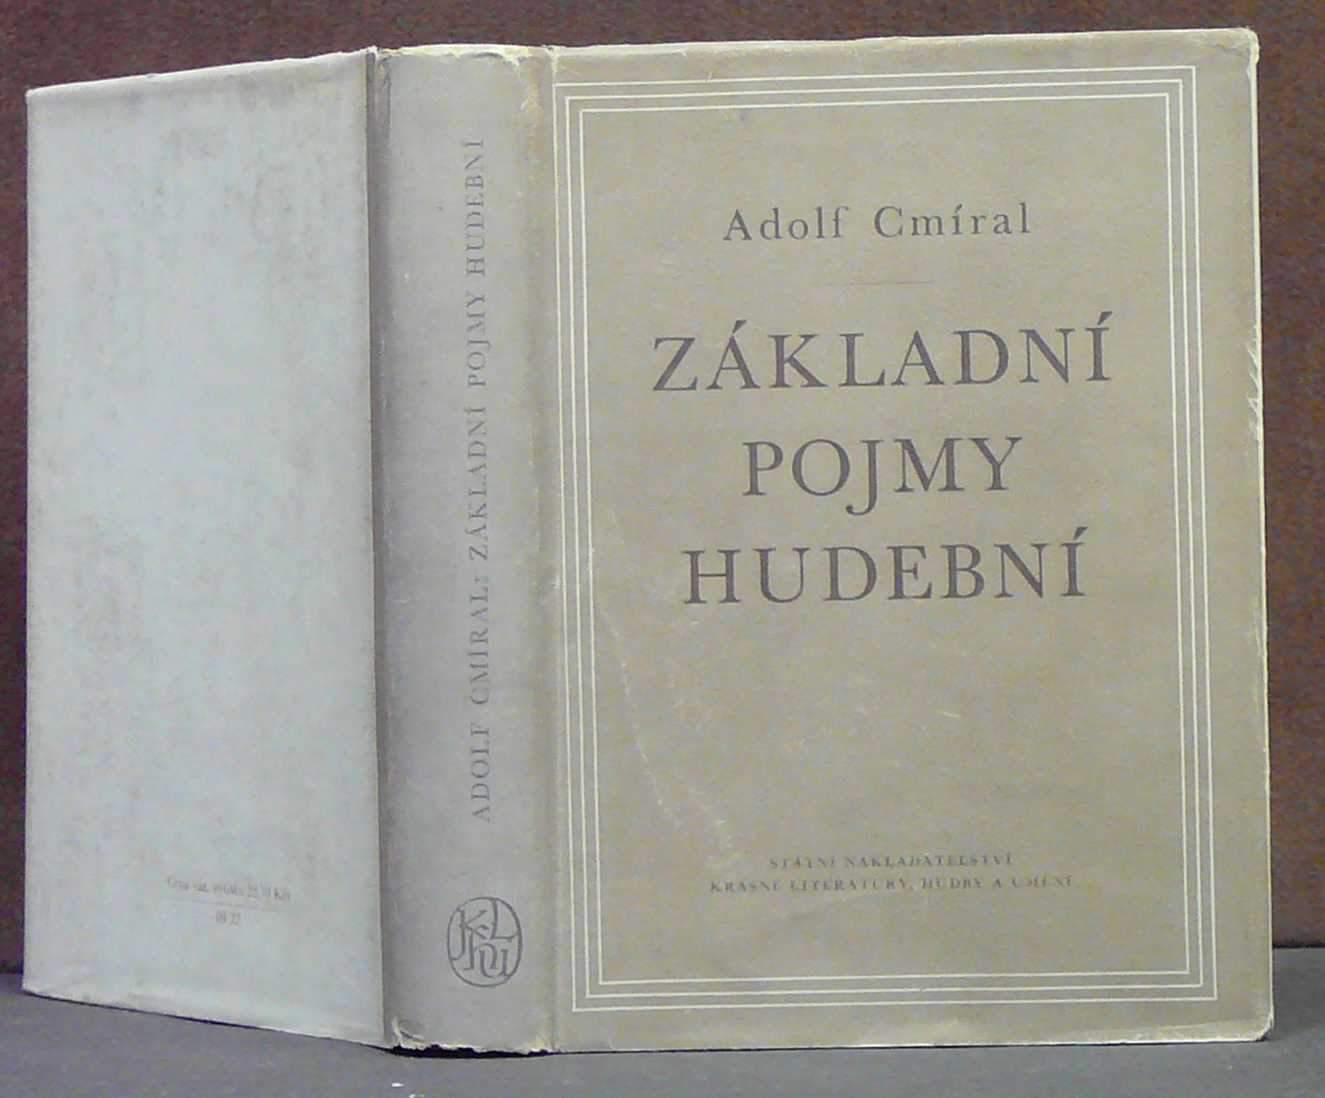 Adolf Cmíral
ZÁKLADNÍ
POJMY
HUDEBNÍ
STÁTNÍ NAKLADATELSTVÍ
KRÁSNÉ LITERATURY, HUDBY A UMĚNÍ
ADOLF CMÍRAL: ZÁKLADNÍ POJMY HUDEBNÍ